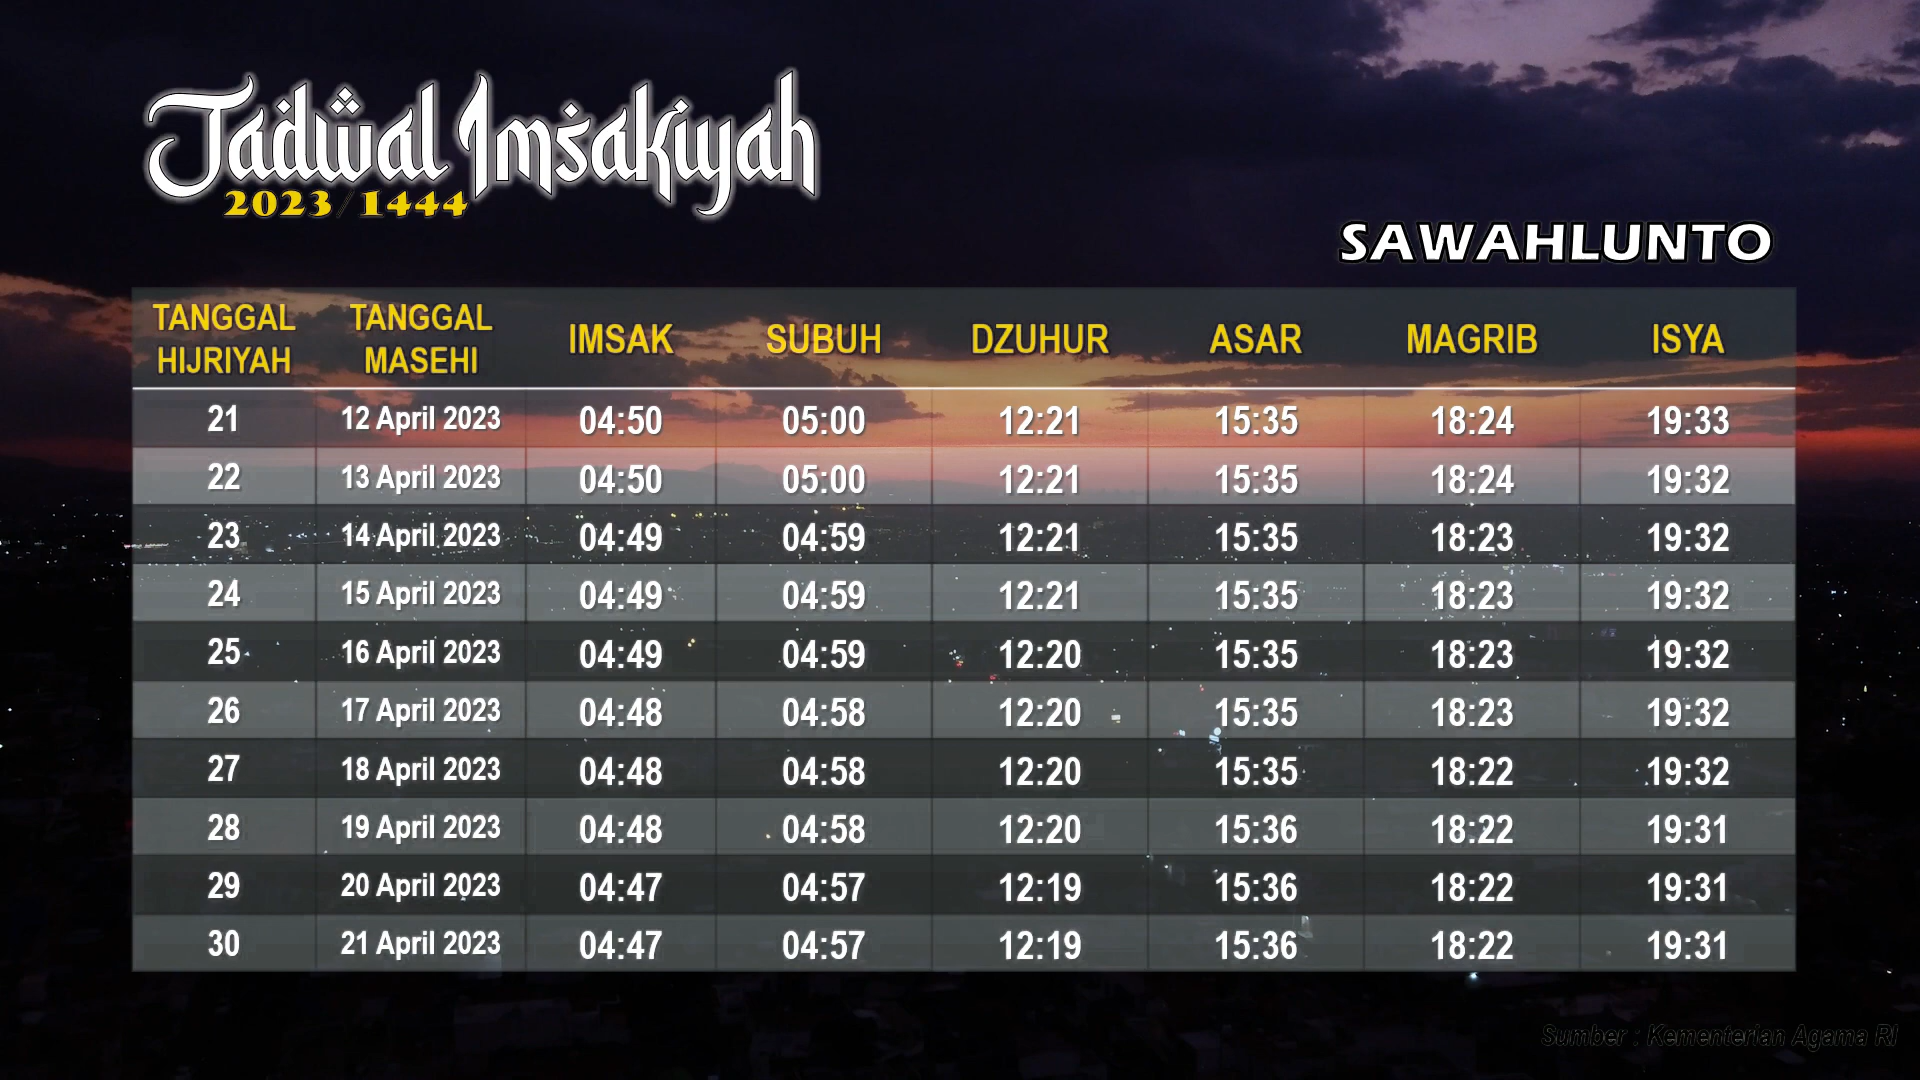 Jadwal Imsakiyah
2023/1444
SAWAHLUNTO
TANGGAL HIJRIYAH TANGGAL MASEHI IMSAK SUBUH DZUHUR ASAR MAGRIB ISYA
21 12 April 2023 04:50 05:00 12:21 15:35 18:24 19:33
22 13 April 2023 04:50 05:00 12:21 15:35 18:24 19:32
23 14 April 2023 04:49 04:59 12:21 15:35 18:23 19:32
24 15 April 2023 04:49 04:59 12:21 15:35 18:23 19:32
25 16 April 2023 04:49 04:59 12:20 15:35 18:23 19:32
26 17 April 2023 04:48 04:58 12:20 15:35 18:23 19:32
27 18 April 2023 04:48 04:58 12:20 15:35 18:22 19:32
28 19 April 2023 04:48 04:58 12:20 15:36 18:22 19:31
29 20 April 2023 04:47 04:57 12:19 15:36 18:22 19:31
30 21 April 2023 04:47 04:57 12:19 15:36 18:22 19:31
Sumber : Kementerian Agama RI